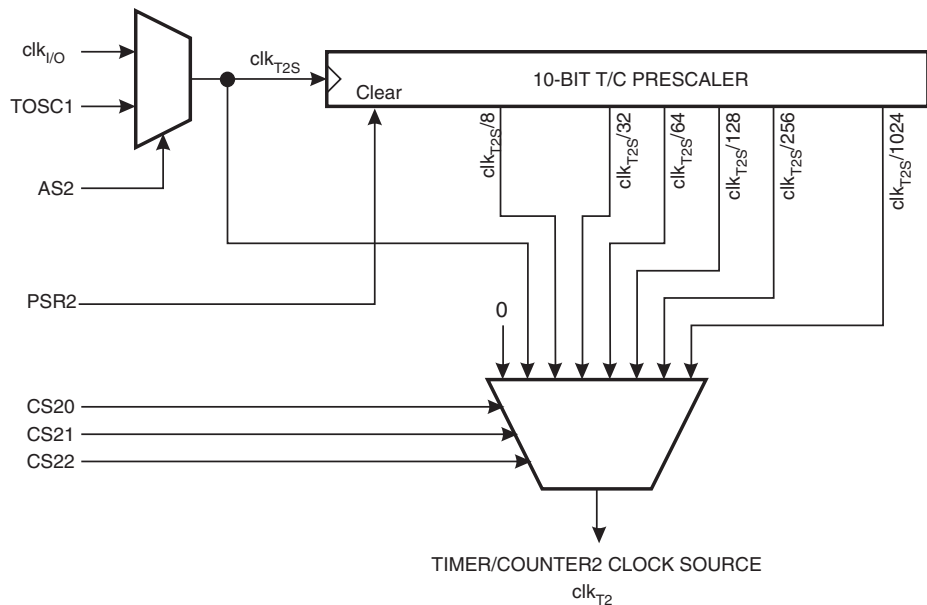 clkI/O
TOSC1
AS2
PSR2
CS20
CS21
CS22
clkT2S
10-BIT T/C PRESCALER
Clear
clkT2S/8
clkT2S/32
clkT2S/64
clkT2S/128
clkT2S/256
clkT2S/1024
0
TIMER/COUNTER2 CLOCK SOURCE
clkT2